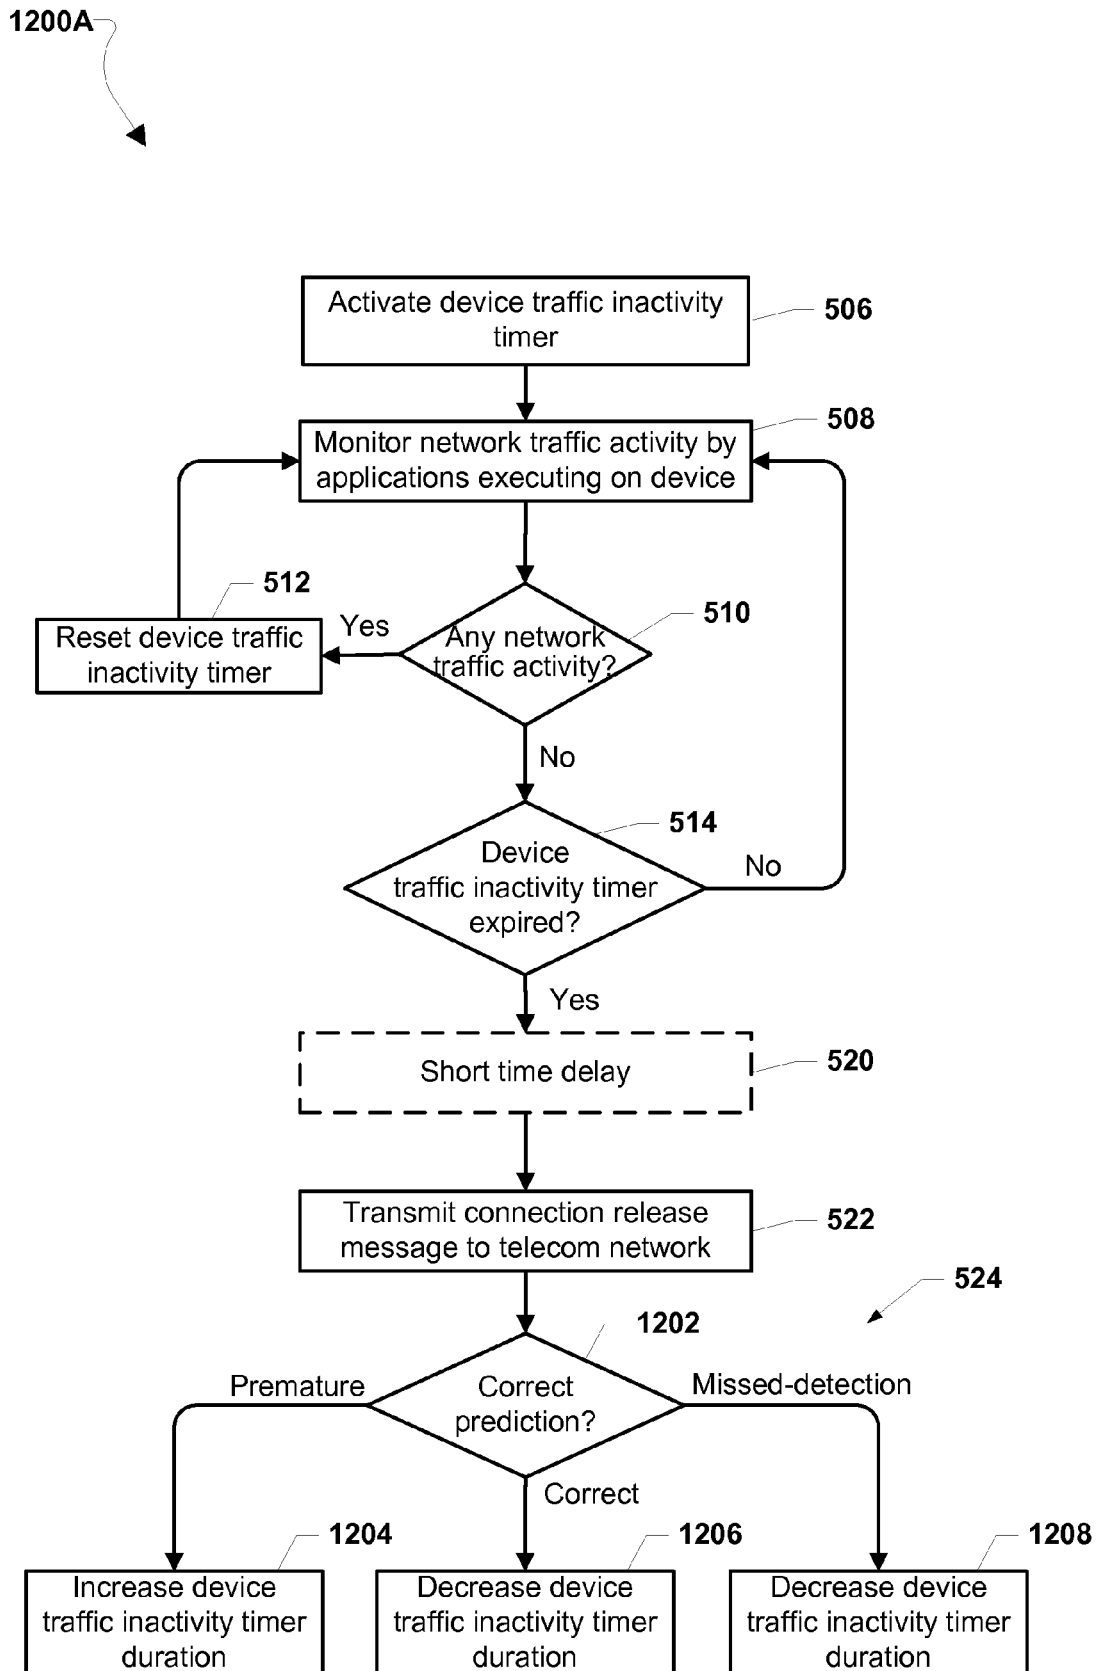 1200A
Activate device traffic inactivity
timer
506
508
Monitor network traffic activity by
applications executing on device
512
Reset device traffic
inactivity timer
Yes
510
Any network
traffic activity?
No
514
Device
traffic inactivity timer
expired?
No
Yes
Short time delay
520
Transmit connection release
message to telecom network
522
524
1202
Correct
prediction?
Premature
Missed-detection
Correct
1204
Increase device
traffic inactivity timer
duration
1206
Decrease device
traffic inactivity timer
duration
1208
Decrease device
traffic inactivity timer
duration